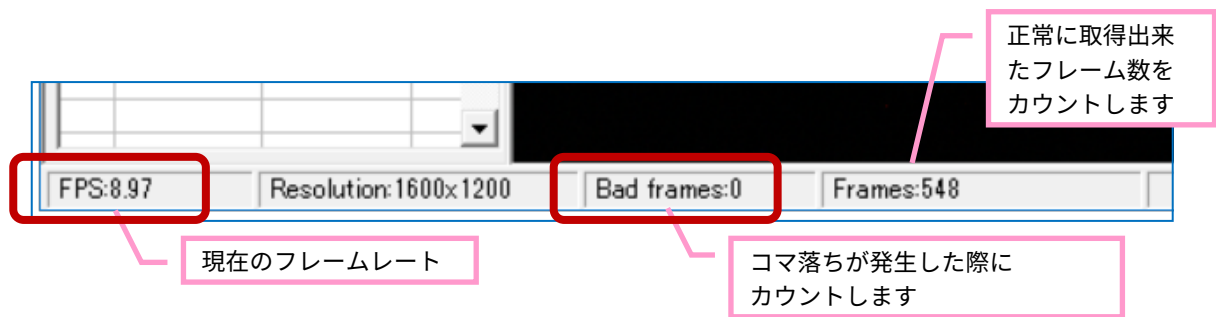 正常に取得出来
たフレーム数を
カウントします
FPS:8.97
Resolution:1600x1200
Bad frames:0
Frames:548
現在のフレームレート
コマ落ちが発生した際に
カウントします